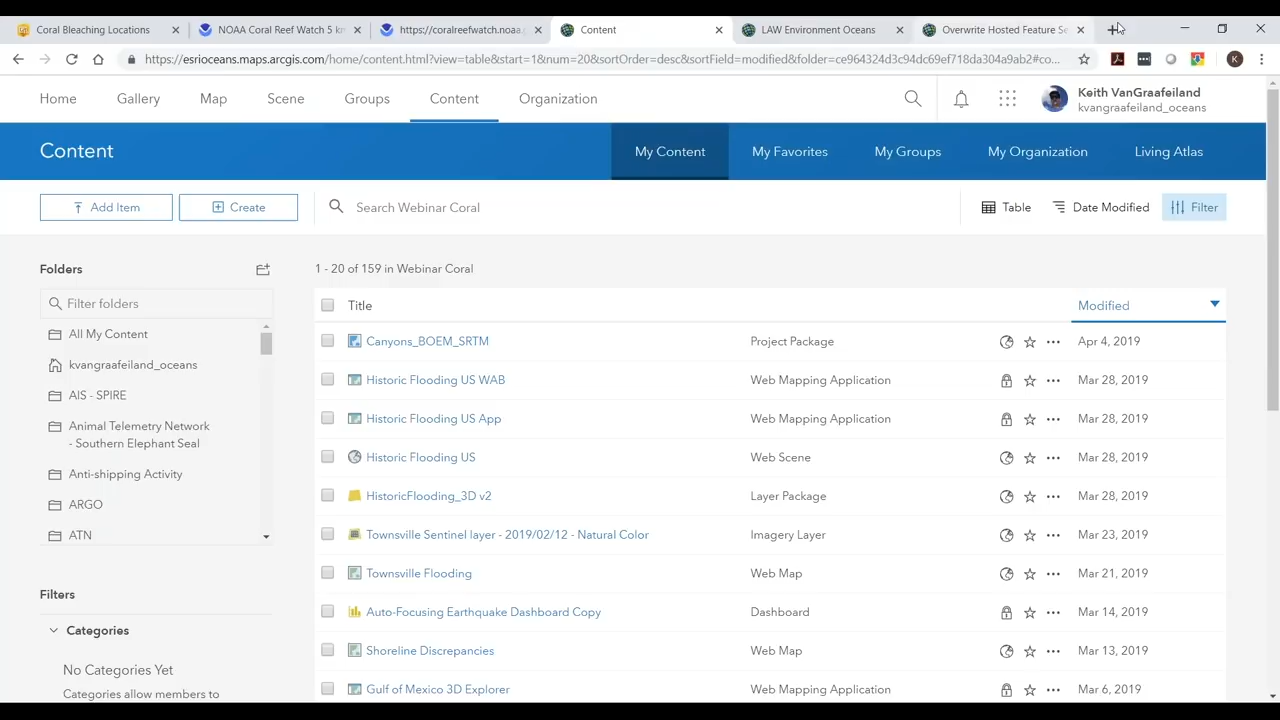 Coral Bleaching Locations
NOAA Coral Reef Watch 5 km
https://coralreefwatch.noaa.g
Content
LAW Environment Oceans
Overwrite Hosted Feature Se
https://esrioceans.maps.arcgis.com/home/content.html?view=table&start=1&num=20&sortOrder=desc&sortField=modified&folder=ce964324d3c94dc69ef718da304a9ab2#co...
K
Home
Gallery
Map
Scene
Groups
Content
Organization
Keith VanGraafeiland
kvangraafeiland_oceans
Content
My Content
My Favorites
My Groups
My Organization
Living Atlas
Add Item
Create
Search Webinar Coral
Table
Date Modified
Filter
Folders
1 - 20 of 159 in Webinar Coral
Filter folders
All My Content
kvangraafeiland_oceans
AIS - SPIRE
Animal Telemetry Network
- Southern Elephant Seal
Anti-shipping Activity
ARGO
ATN
Filters
Categories
No Categories Yet
Categories allow members to
Title
Modified
Canyons_BOEM_SRTM Project Package Apr 4, 2019
Historic Flooding US WAB Web Mapping Application Mar 28, 2019
Historic Flooding US App Web Mapping Application Mar 28, 2019
Historic Flooding US Web Scene Mar 28, 2019
HistoricFlooding_3D v2 Layer Package Mar 28, 2019
Townsville Sentinel layer - 2019/02/12 - Natural Color Imagery Layer Mar 23, 2019
Townsville Flooding Web Map Mar 21, 2019
Auto-Focusing Earthquake Dashboard Copy Dashboard Mar 14, 2019
Shoreline Discrepancies Web Map Mar 13, 2019
Gulf of Mexico 3D Explorer Web Mapping Application Mar 6, 2019